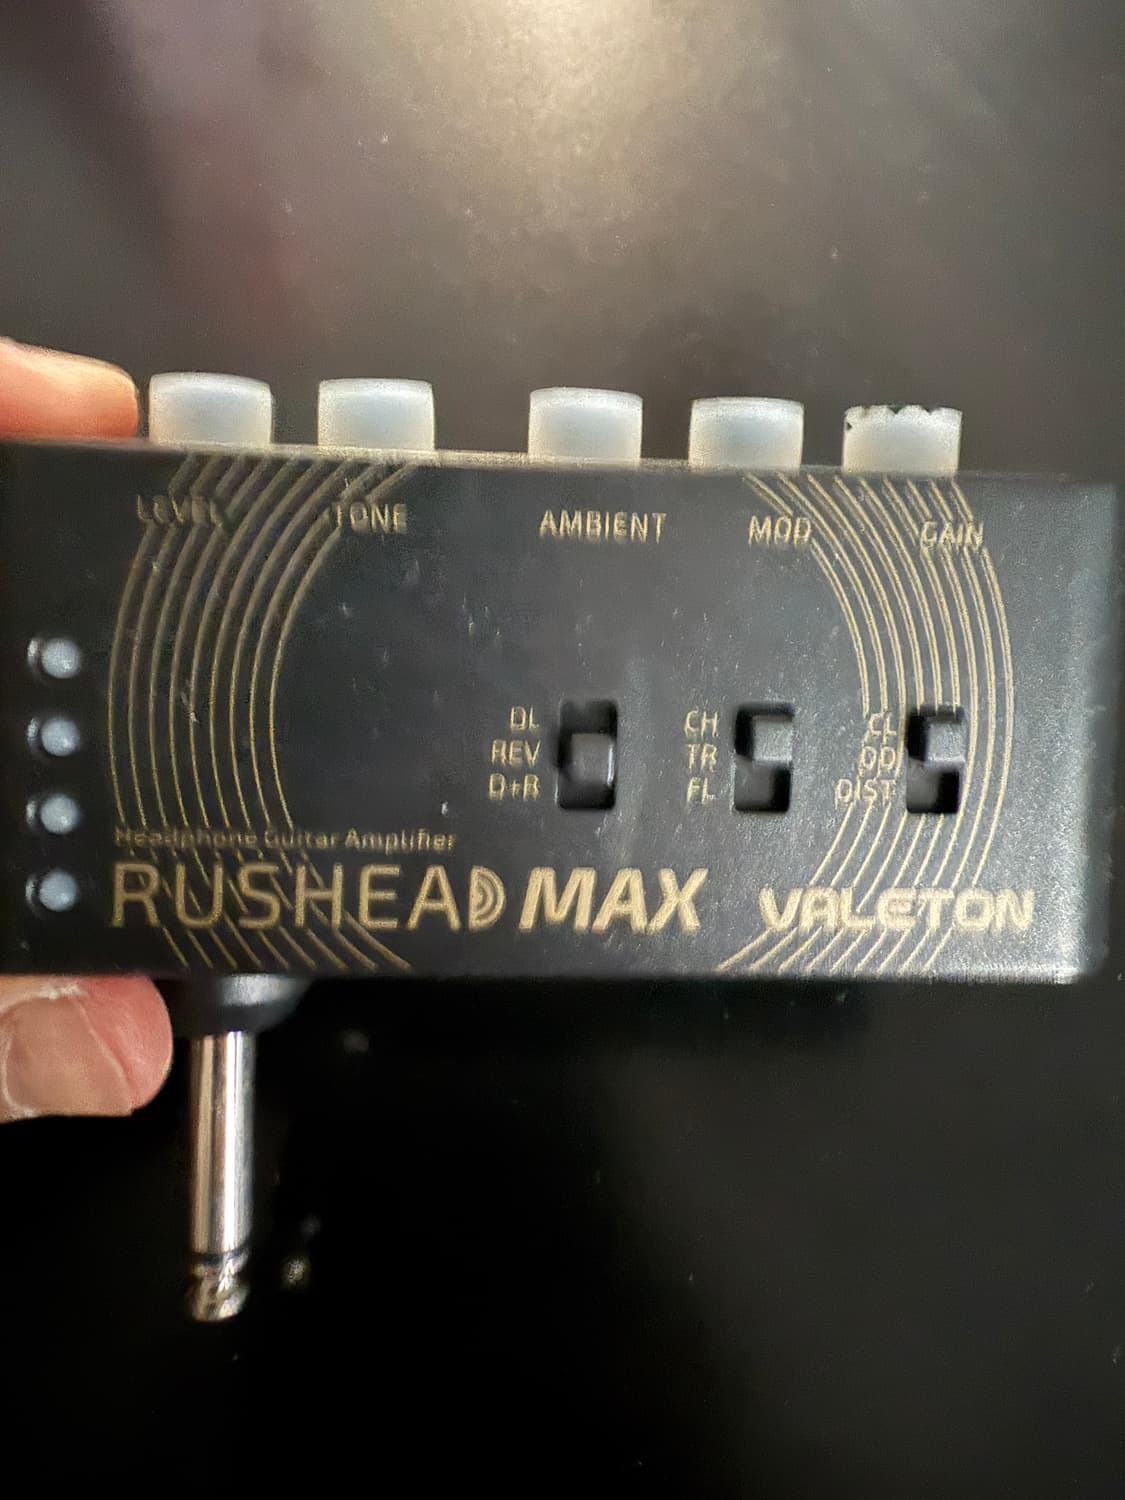 LEVEL TONE AMBIENT MOD GAIN
DL CH CL
REV TR OD
D+R FL DIST
Headphone Guitar Amplifier
RUSHEAD MAX VALETON